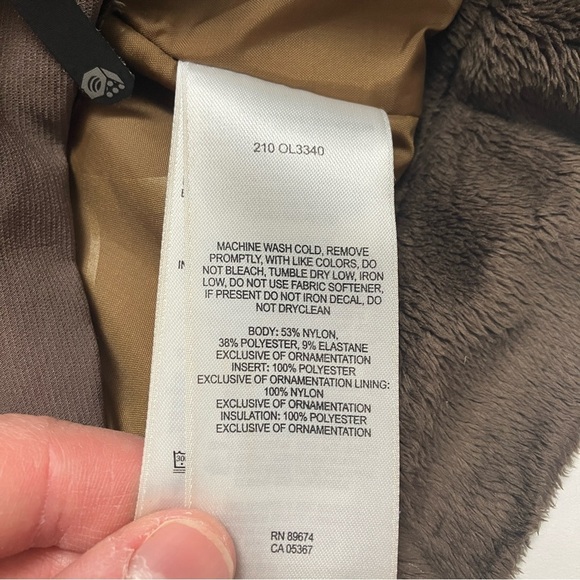 210 OL3340
MACHINE WASH COLD, REMOVE
PROMPTLY, WITH LIKE COLORS, DO
NOT BLEACH, TUMBLE DRY LOW, IRON
LOW, DO NOT USE FABRIC SOFTENER,
IF PRESENT DO NOT IRON DECAL, DO
NOT DRYCLEAN
BODY: 53% NYLON,
38% POLYESTER, 9% ELASTANE
EXCLUSIVE OF ORNAMENTATION
INSERT: 100% POLYESTER
EXCLUSIVE OF ORNAMENTATION LINING:
100% NYLON
EXCLUSIVE OF ORNAMENTATION
INSULATION: 100% POLYESTER
EXCLUSIVE OF ORNAMENTATION
RN 89674
CA 05367